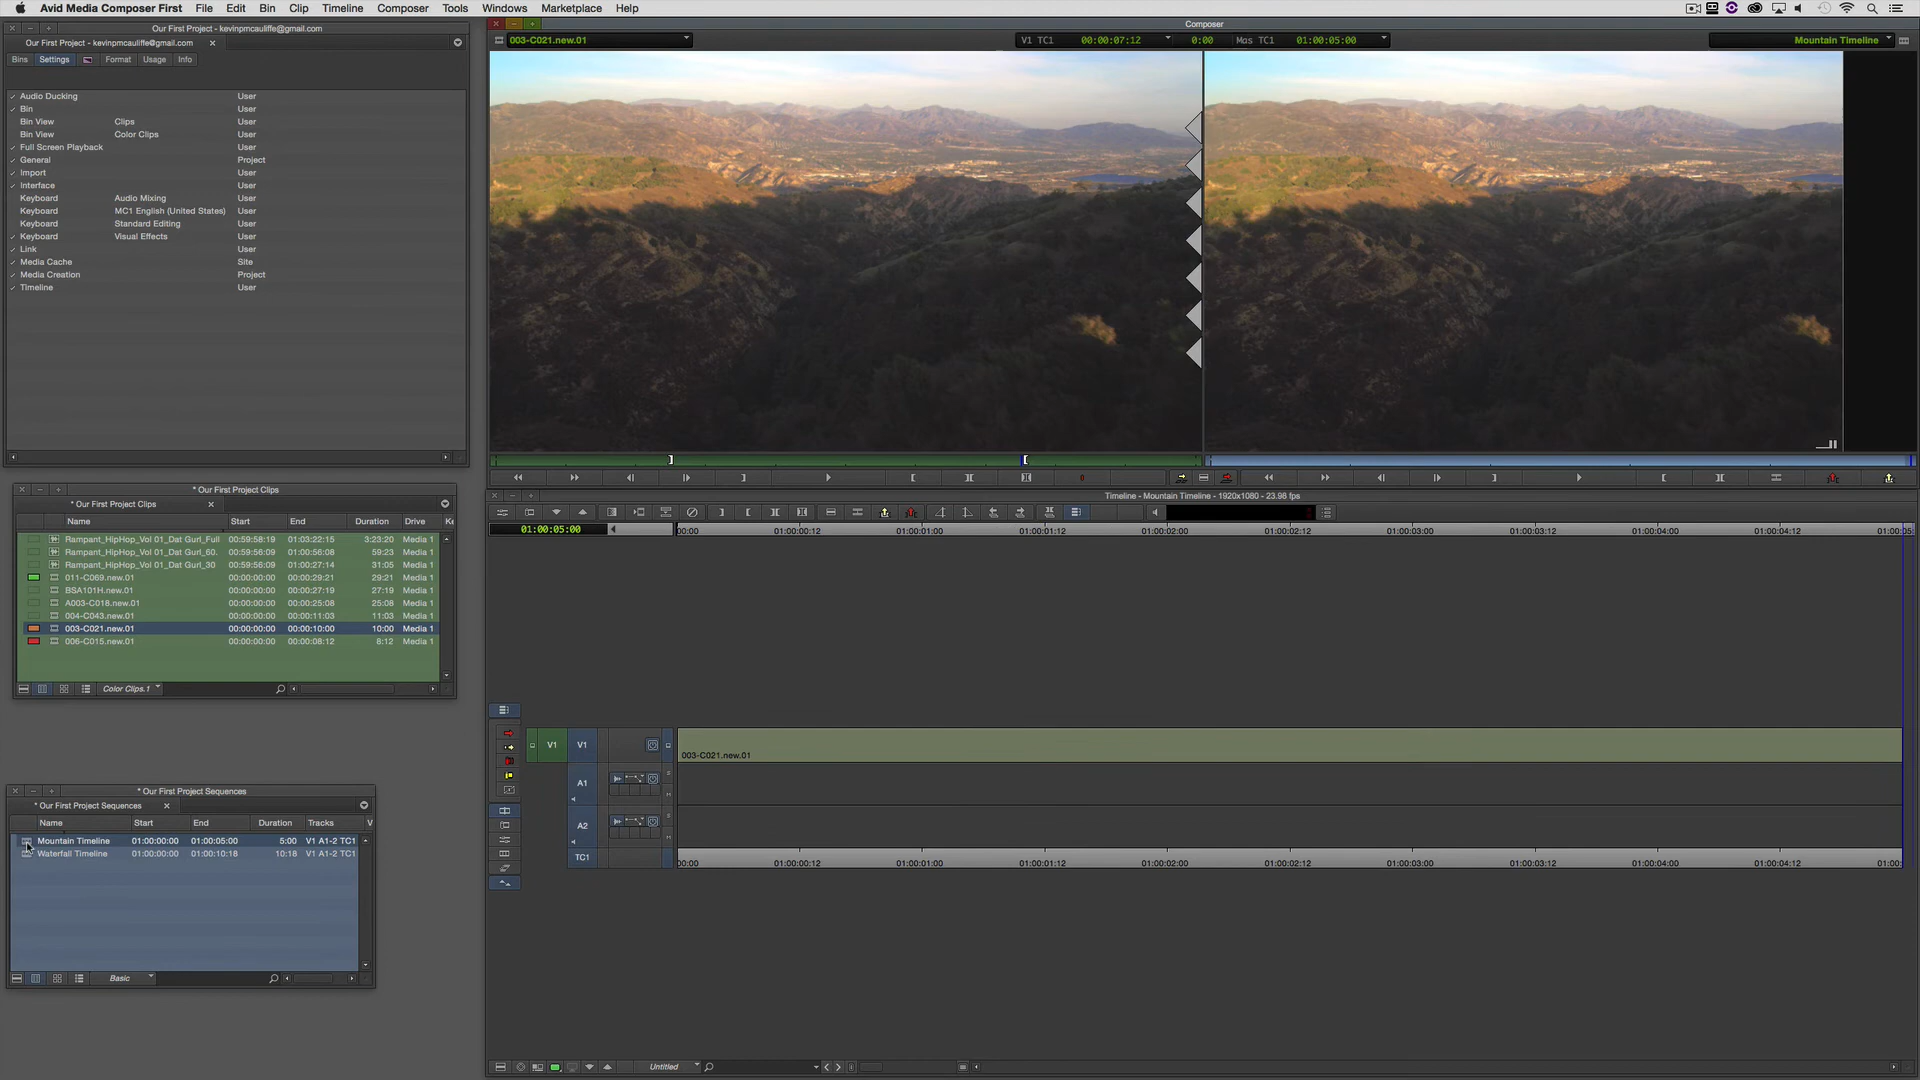 Avid Media Composer First File Edit Bin Clip Timeline Composer Tools Windows Marketplace Help
Our First Project - kevinpmcauliffe@gmail.com
Our First Project - kevinpmcauliffe@gmail.com
Bins Settings Format Usage Info
Audio Ducking User
Bin User
Bin View Clips User
Bin View Color Clips User
Full Screen Playback User
General Project
Import User
Interface User
Keyboard Audio Mixing User
Keyboard MC1 English (United States) User
Keyboard Standard Editing User
Keyboard Visual Effects User
Link User
Media Cache Site
Media Creation Project
Timeline User
Composer
003-C021.new.01 V1 TC1 00:00:07:12 0:00 Mas TC1 01:00:05:00 Mountain Timeline
* Our First Project Clips
* Our First Project Clips
Name Start End Duration Drive
Rampant_HipHop_Vol 01_Dat Gurl_Full 00:59:58:19 01:03:22:15 3:23:20 Media 1
Rampant_HipHop_Vol 01_Dat Gurl_60. 00:59:56:09 01:00:56:08 59:23 Media 1
Rampant_HipHop_Vol 01_Dat Gurl_30 00:59:56:09 01:00:27:14 31:05 Media 1
011-C069.new.01 00:00:00:00 00:00:29:21 29:21 Media 1
BSA101H.new.01 00:00:00:00 00:00:27:19 27:19 Media 1
A003-C018.new.01 00:00:00:00 00:00:25:08 25:08 Media 1
004-C043.new.01 00:00:00:00 00:00:11:03 11:03 Media 1
003-C021.new.01 00:00:00:00 00:00:10:00 10:00 Media 1
006-C015.new.01 00:00:00:00 00:00:08:12 8:12 Media 1
Color Clips.1
* Our First Project Sequences
* Our First Project Sequences
Name Start End Duration Tracks V
Mountain Timeline 01:00:00:00 01:00:05:00 5:00 V1 A1-2 TC1
Waterfall Timeline 01:00:00:00 01:00:10:18 10:18 V1 A1-2 TC1
Basic
Timeline - Mountain Timeline - 1920x1080 - 23.98 fps
01:00:05:00
00:00 01:00:00:12 01:00:01:00 01:00:01:12 01:00:02:00 01:00:02:12 01:00:03:00 01:00:03:12 01:00:04:00 01:00:04:12 01:00:05:
V1 V1 003-C021.new.01
A1
A2
TC1 00:00 01:00:00:12 01:00:01:00 01:00:01:12 01:00:02:00 01:00:02:12 01:00:03:00 01:00:03:12 01:00:04:00 01:00:04:12 01:00:
Untitled